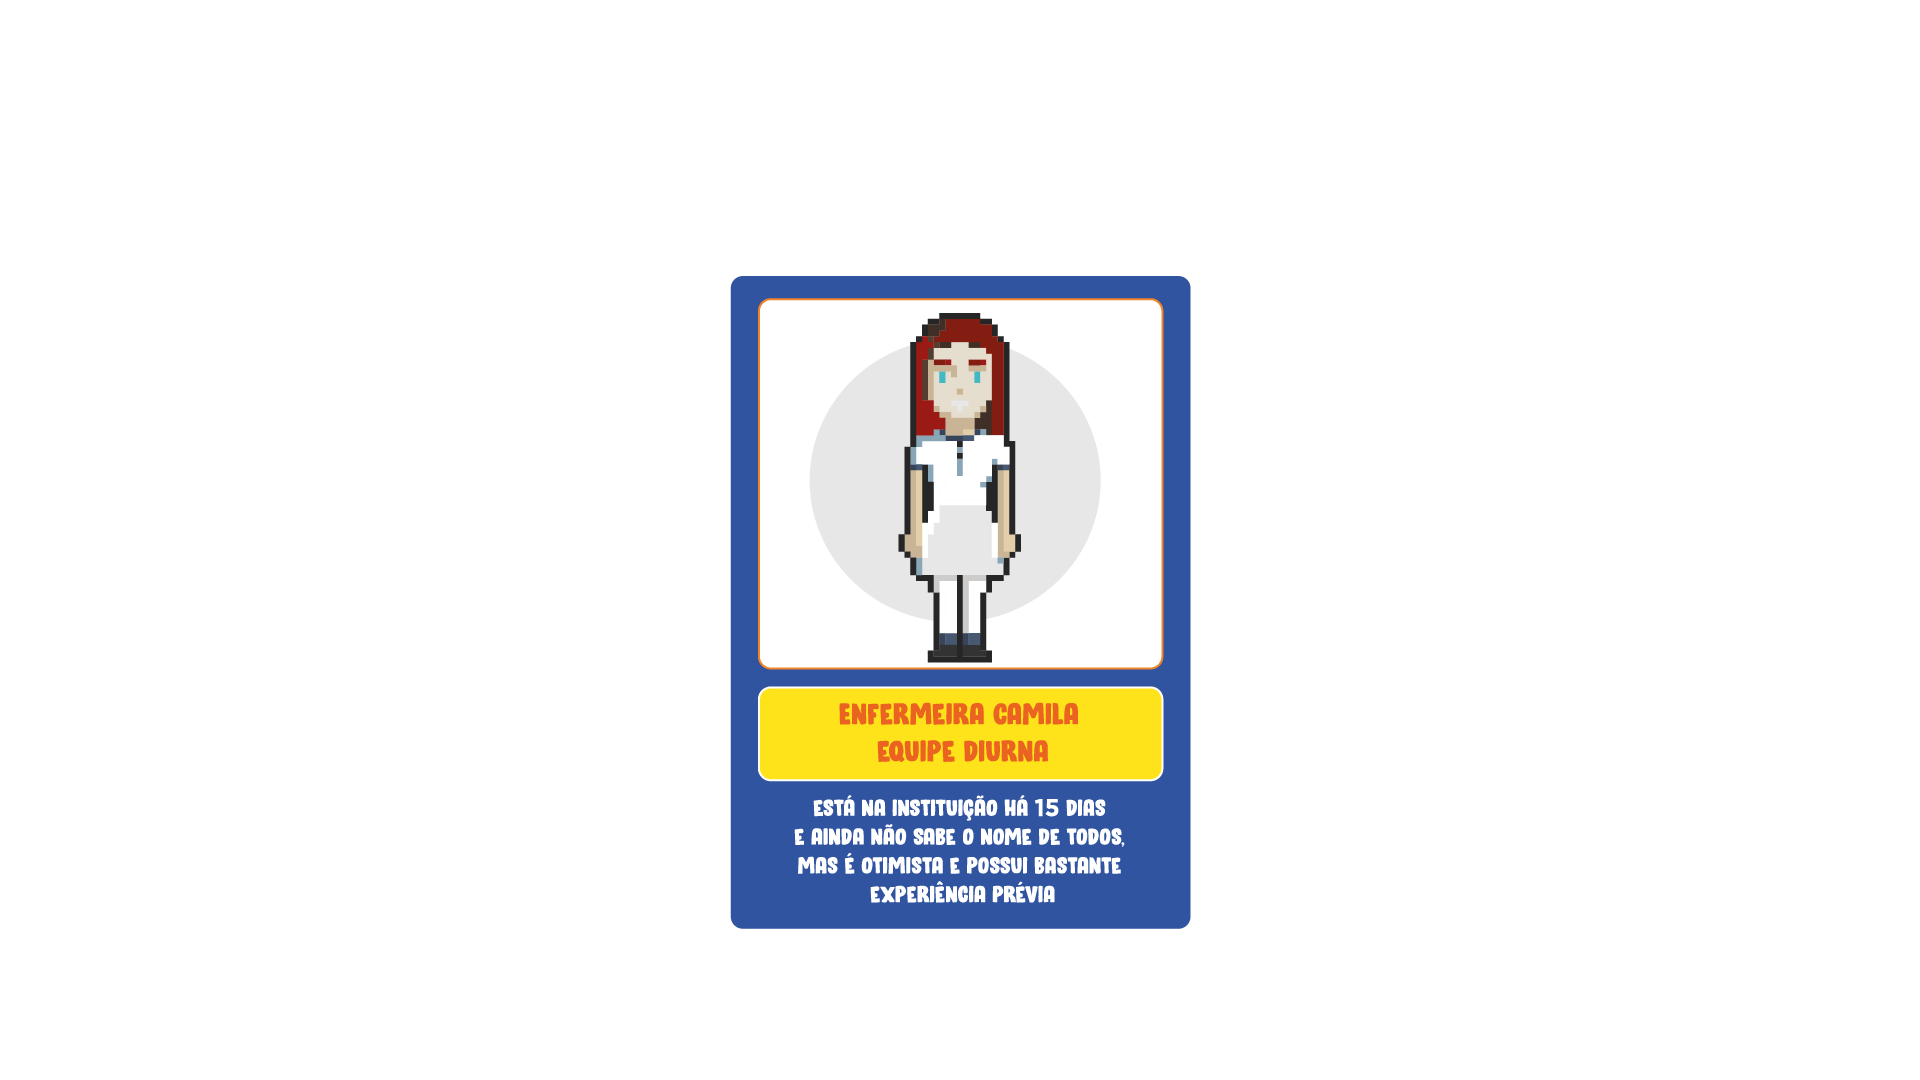 ENFERMEIRA CAMILA
EQUIPE DIURNA
ESTÁ NA INSTITUIÇÃO HÁ 15 DIAS
E AINDA NÃO SABE O NOME DE TODOS,
MAS É OTIMISTA E POSSUI BASTANTE
EXPERIÊNCIA PRÉVIA